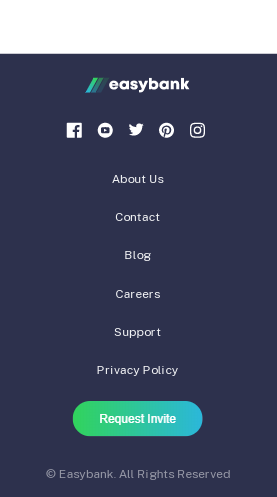 easybank
About Us
Contact
Blog
Careers
Support
Privacy Policy
Request Invite
© Easybank. All Rights Reserved